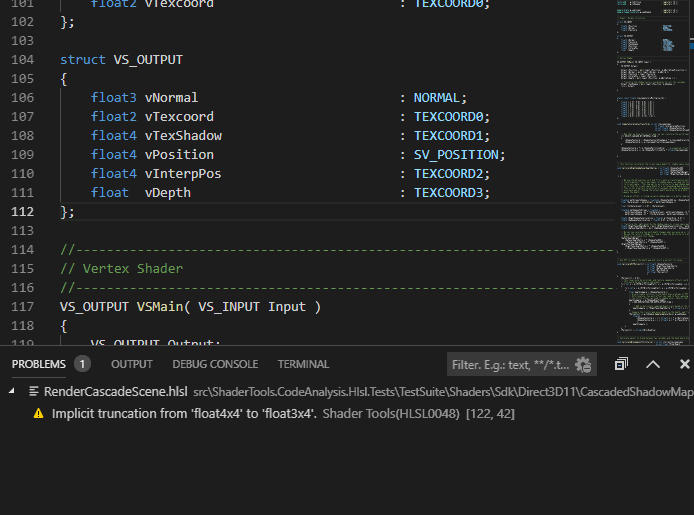 101 float2 vTexcoord : TEXCOORD0;
102 };
103
104 struct VS_OUTPUT
105 {
106 float3 vNormal : NORMAL;
107 float2 vTexcoord : TEXCOORD0;
108 float4 vTexShadow : TEXCOORD1;
109 float4 vPosition : SV_POSITION;
110 float4 vInterpPos : TEXCOORD2;
111 float vDepth : TEXCOORD3;
112 };
113
114 //--------------------------------------------------------------------
115 // Vertex Shader
116 //--------------------------------------------------------------------
117 VS_OUTPUT VSMain( VS_INPUT Input )
118 {
119 VS_OUTPUT Output;
PROBLEMS 1 OUTPUT DEBUG CONSOLE TERMINAL Filter. E.g.: text, **/*.t...
RenderCascadeScene.hlsl src\ShaderTools.CodeAnalysis.Hlsl.Tests\TestSuite\Shaders\Sdk\Direct3D11\CascadedShadowMap
Implicit truncation from 'float4x4' to 'float3x4'. Shader Tools(HLSL0048) [122, 42]